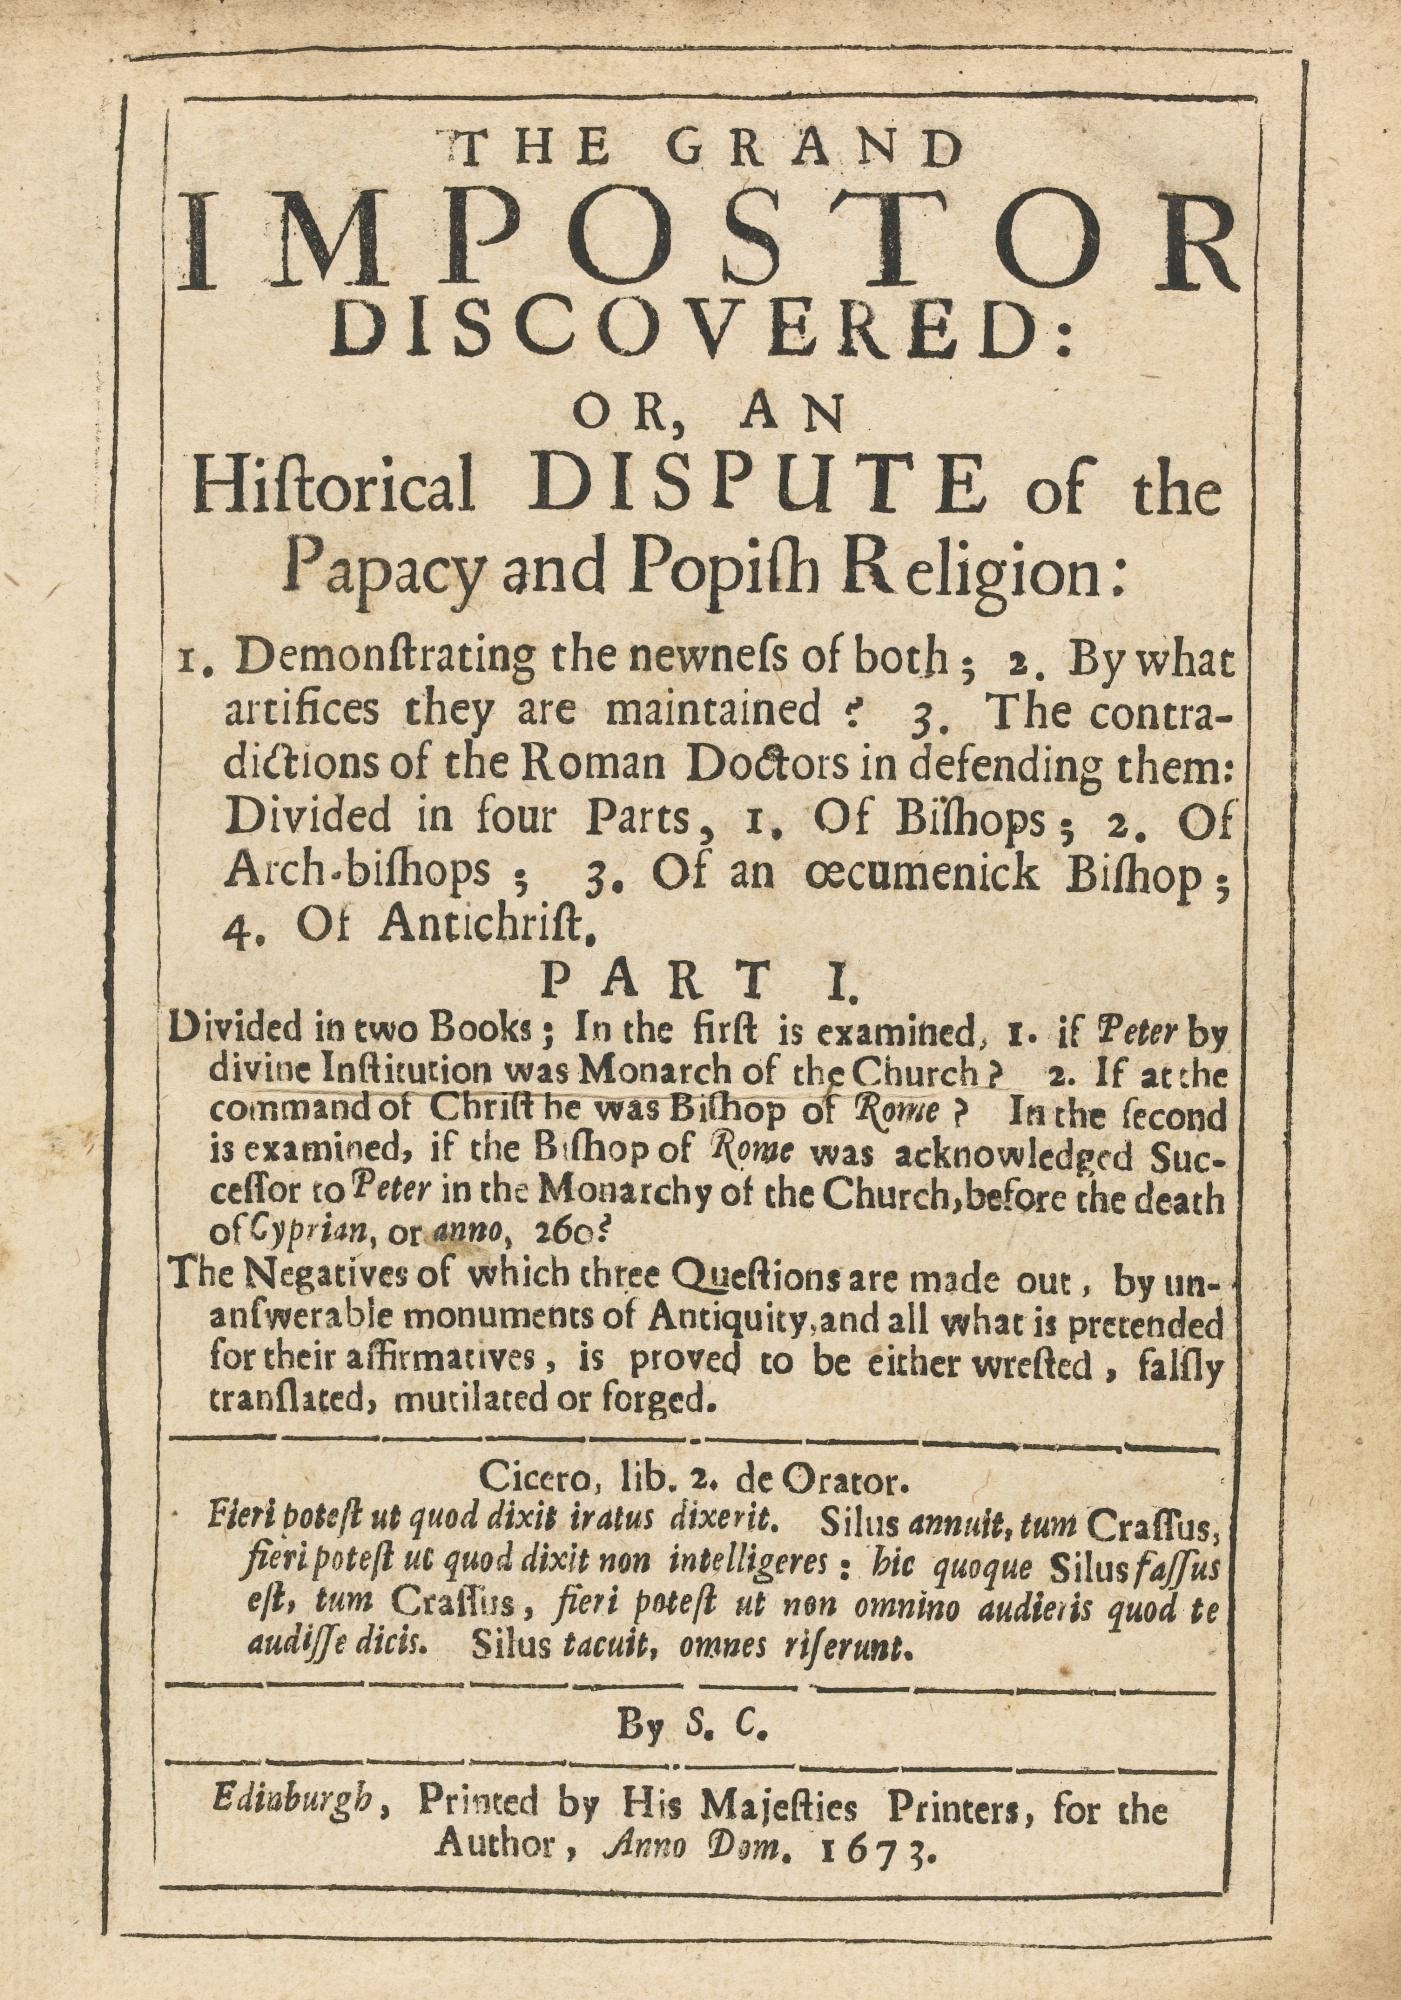 THE GRAND
IMPOSTOR
DISCOVERED:
OR, AN
Hiſtorical DISPUTE of the
Papacy and Popiſh Religion:
1. Demonſtrating the newneſs of both; 2. By what
artifices they are maintained ? 3. The contra-
dictions of the Roman Doctors in defending them:
Divided in four Parts, 1. Of Biſhops; 2. Of
Arch-biſhops ; 3. Of an œcumenick Biſhop;
4. Of Antichriſt.
PART I.
Divided in two Books; In the firſt is examined, 1. if Peter by
divine Inſtitution was Monarch of the Church? 2. If at the
command of Chriſt he was Biſhop of Rome? In the ſecond
is examined, if the Biſhop of Rome was acknowledged Suc-
ceſſor to Peter in the Monarchy of the Church, before the death
of Cyprian, or anno, 260?
The Negatives of which three Queſtions are made out, by un-
anſwerable monuments of Antiquity, and all what is pretended
for their affirmatives, is proved to be either wreſted, falſly
tranſlated, mutilated or forged.
Cicero, lib. 2. de Orator.
Fieri poteſt ut quod dixit iratus dixerit. Silus annuit, tum Craſſus,
fieri poteſt ut quod dixit non intelligeres: hic quoque Silus faſſus
eſt, tum Craſſus, fieri poteſt ut non omnino audieris quod te
audiſſe dicis. Silus tacuit, omnes riſerunt.
By S. C.
Edinburgh, Printed by His Majeſties Printers, for the
Author, Anno Dom. 1673.